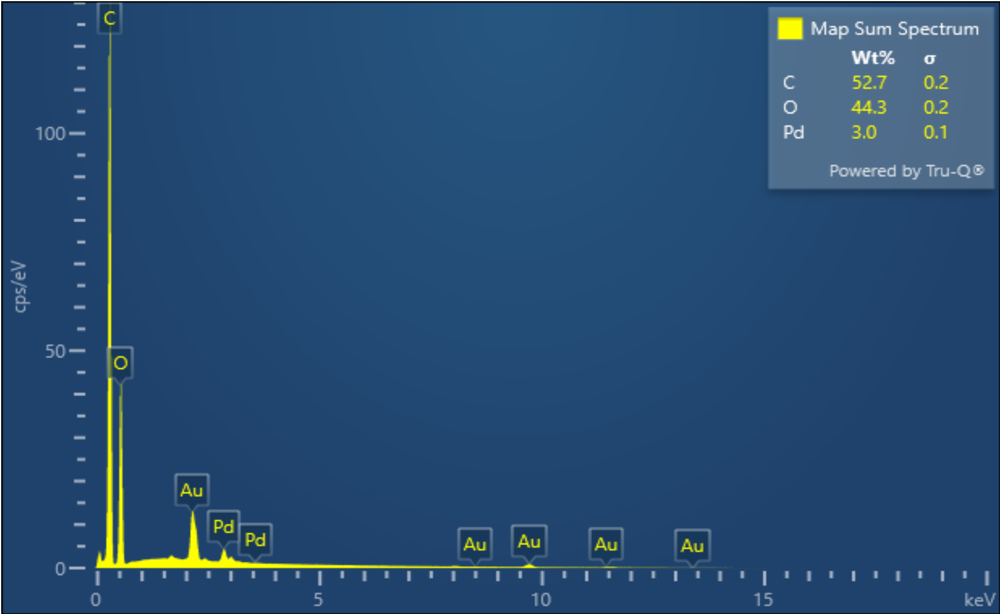 C
Map Sum Spectrum
Wt% σ
C 52.7 0.2
O 44.3 0.2
Pd 3.0 0.1
Powered by Tru-Q®
100
cps/eV
50
O
Au
Pd
Pd
Au
Au
Au
Au
0
0 5 10 15 keV